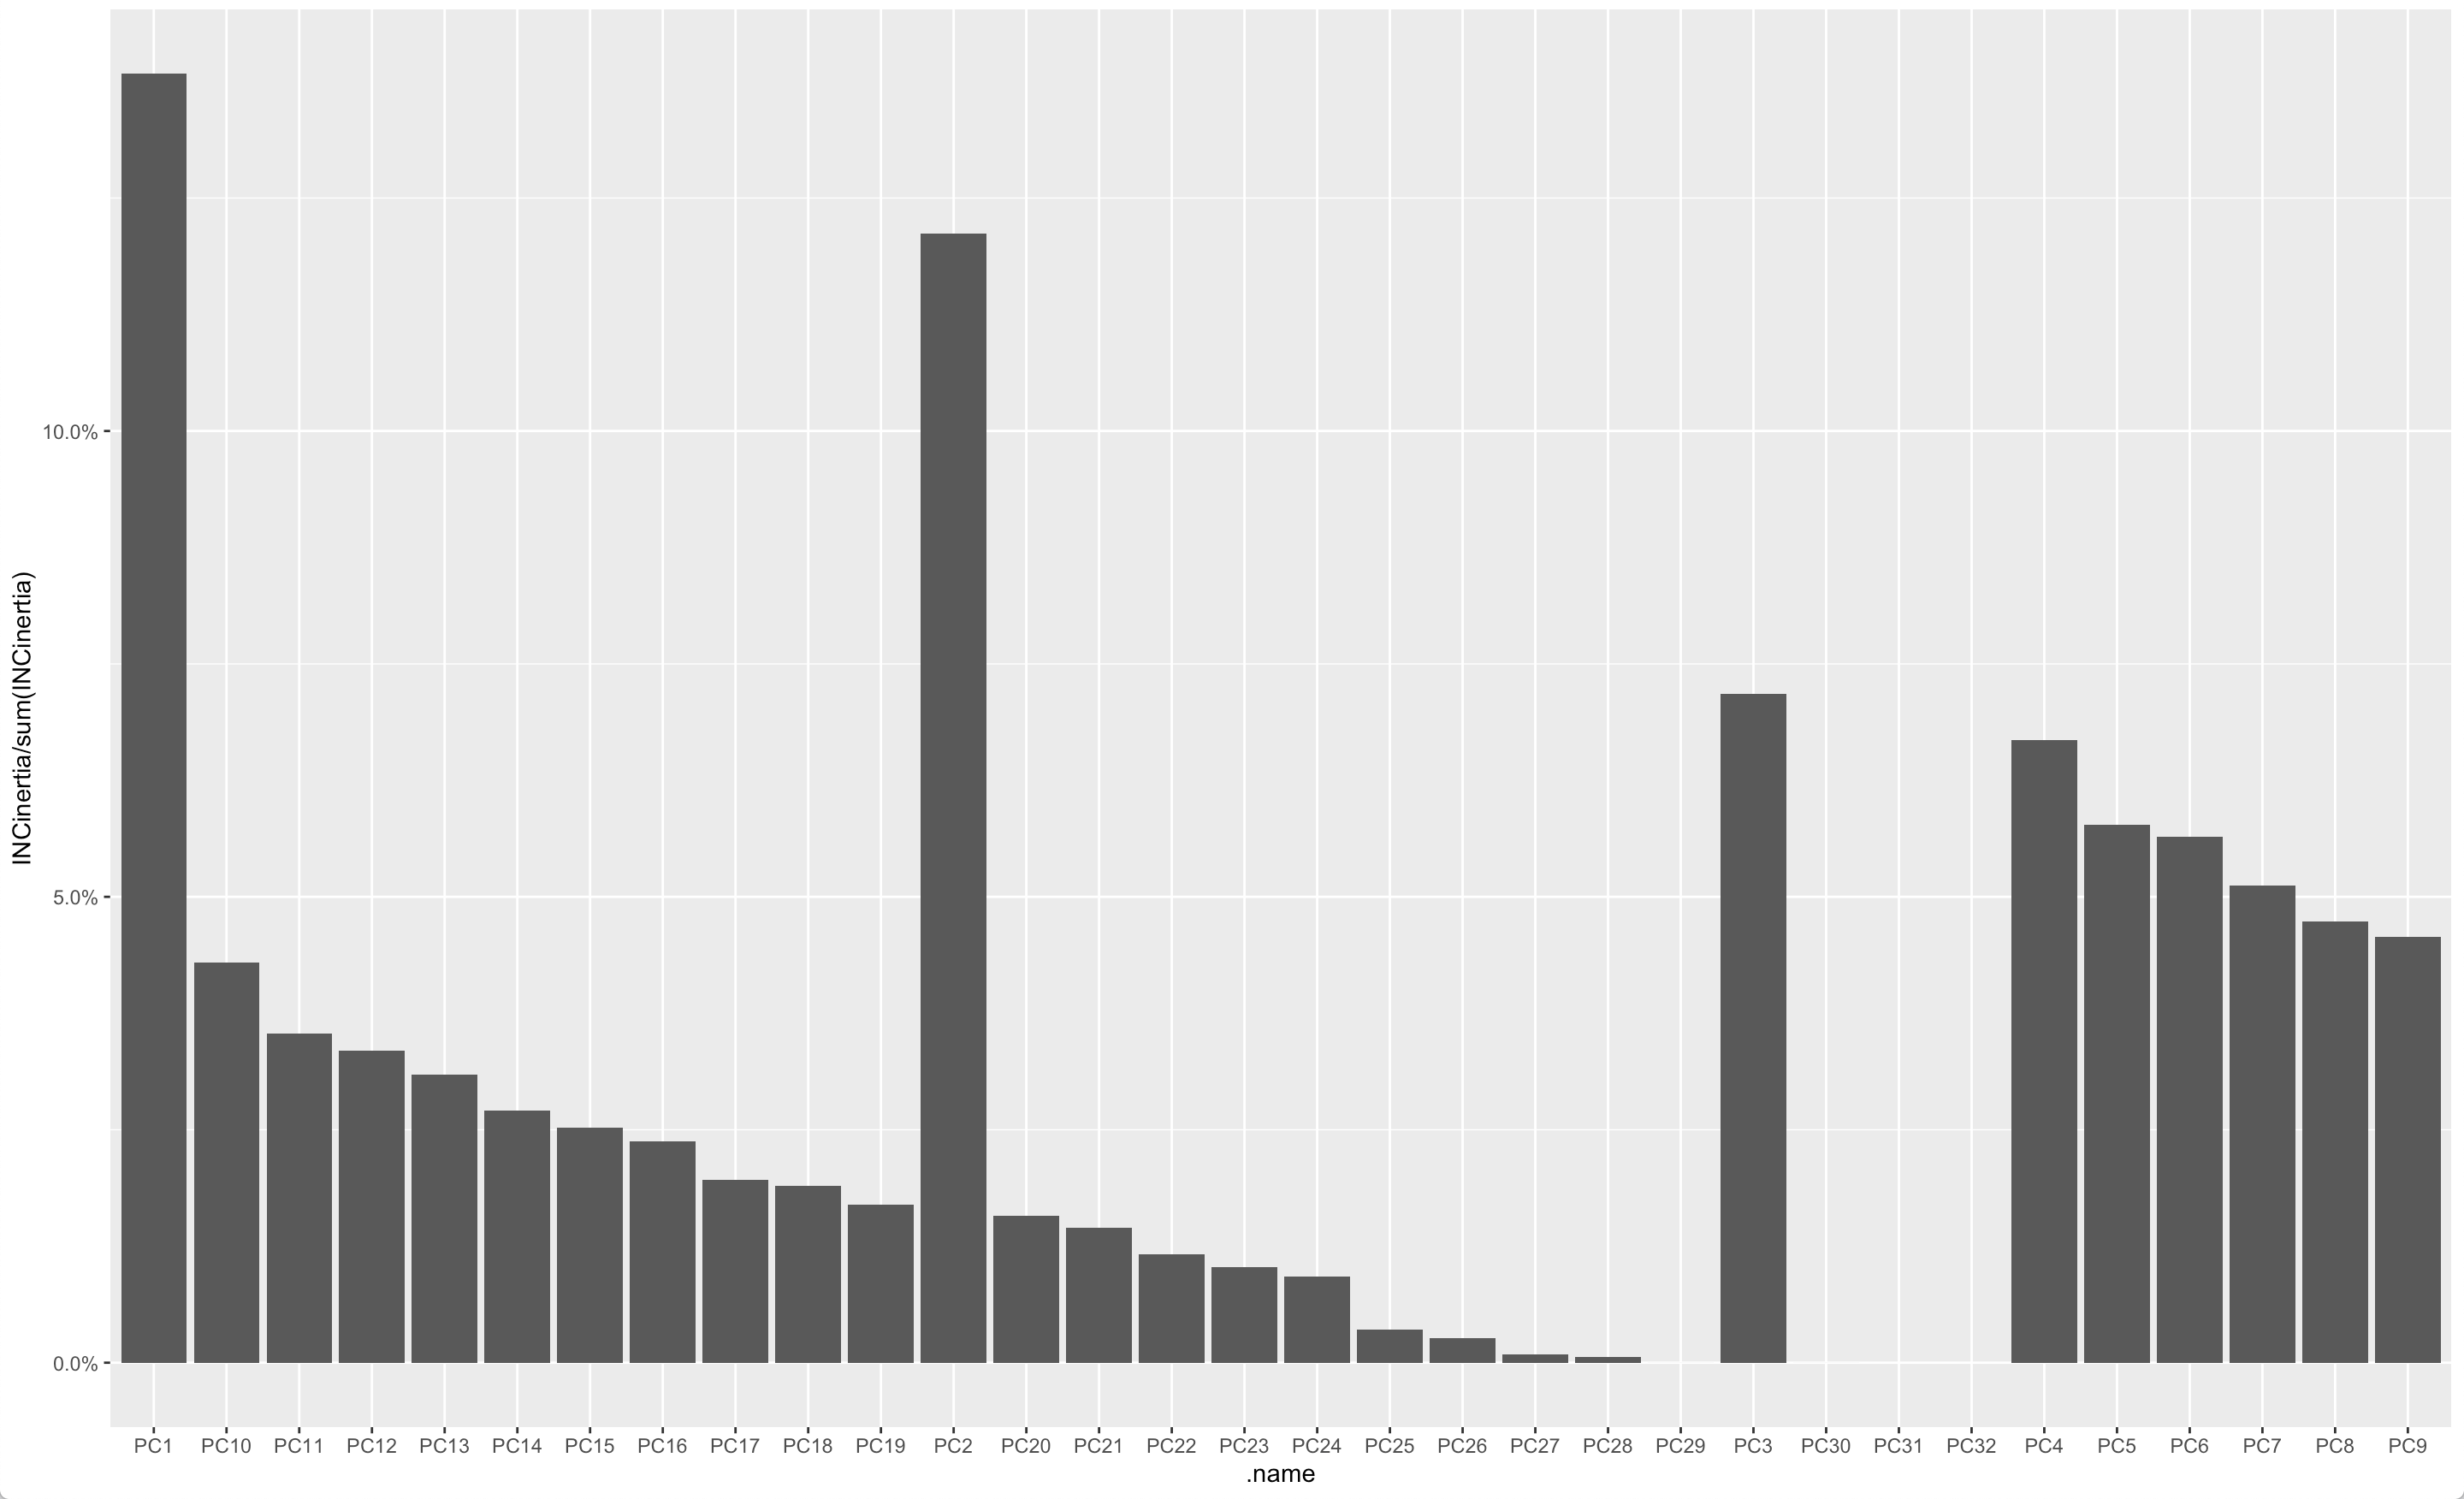 INCinertia/sum(INCinertia)
10.0%
5.0%
0.0%
PC1 PC10 PC11 PC12 PC13 PC14 PC15 PC16 PC17 PC18 PC19 PC2 PC20 PC21 PC22 PC23 PC24 PC25 PC26 PC27 PC28 PC29 PC3 PC30 PC31 PC32 PC4 PC5 PC6 PC7 PC8 PC9
.name